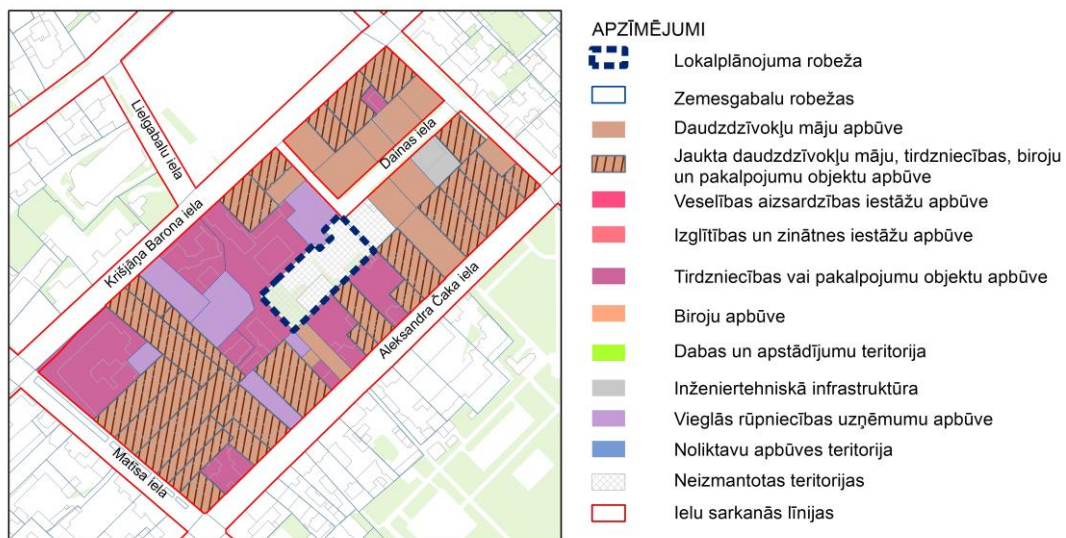 Lielgabalu iela
Dainas iela
Krišjāņa Barona iela
Aleksandra Čaka iela
Matīsa iela
APZĪMĒJUMI
Lokalplānojuma robeža
Zemesgabalu robežas
Daudzdzīvokļu māju apbūve
Jaukta daudzdzīvokļu māju, tirdzniecības, biroju
un pakalpojumu objektu apbūve
Veselības aizsardzības iestāžu apbūve
Izglītības un zinātnes iestāžu apbūve
Tirdzniecības vai pakalpojumu objektu apbūve
Biroju apbūve
Dabas un apstādījumu teritorija
Inženiertehniskā infrastruktūra
Vieglās rūpniecības uzņēmumu apbūve
Noliktavu apbūves teritorija
Neizmantotas teritorijas
Ielu sarkanās līnijas